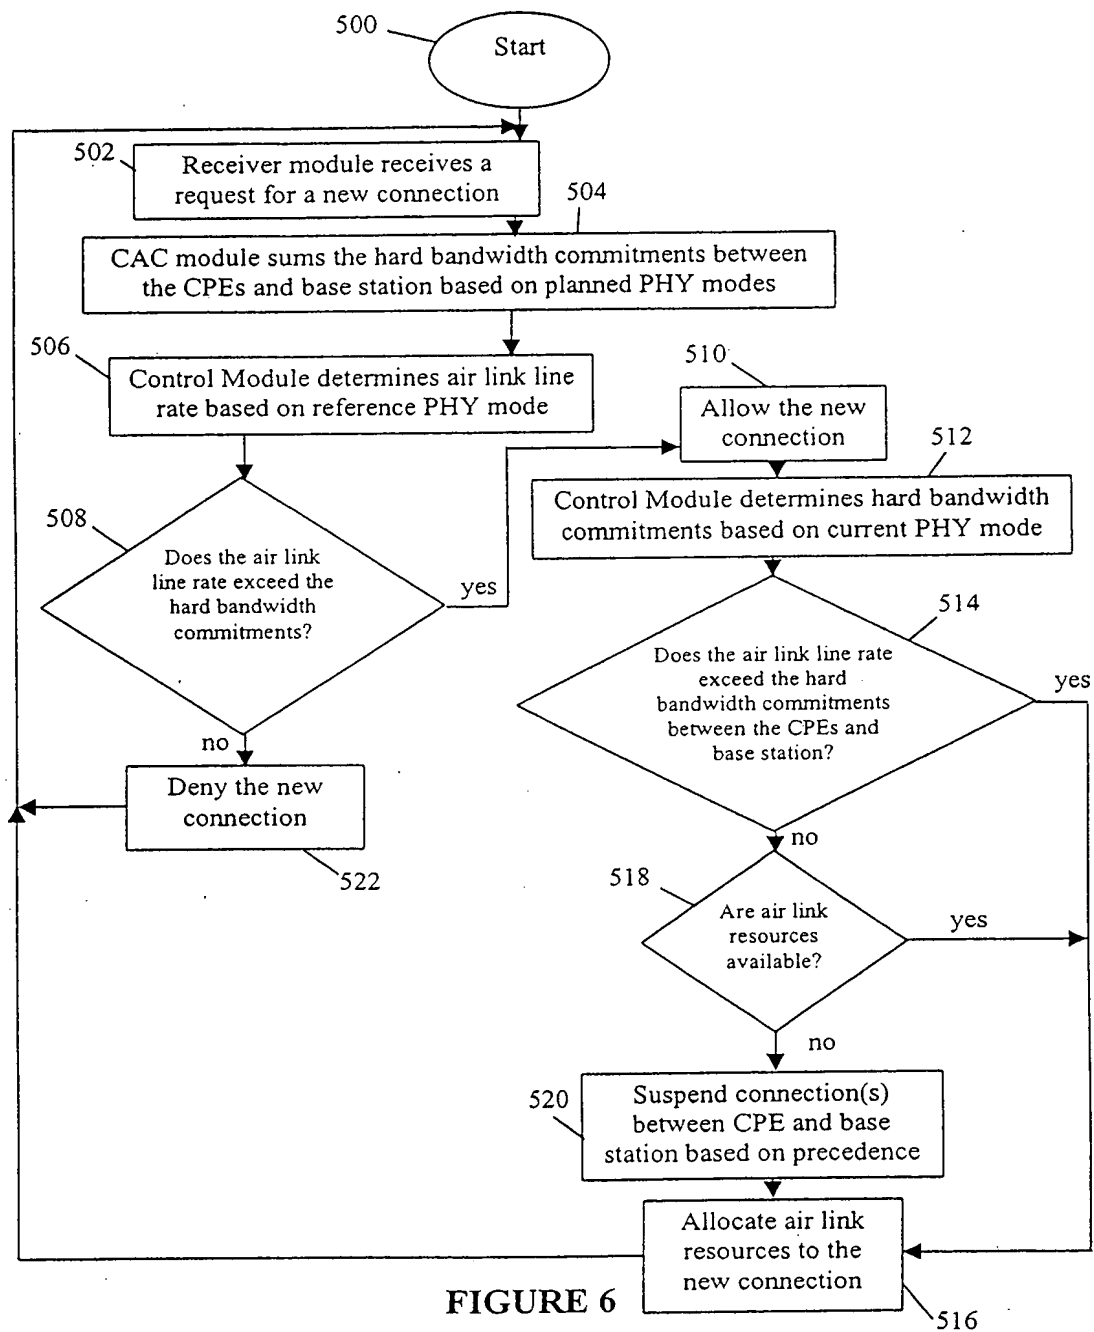 500
Start
502
Receiver module receives a
request for a new connection
504
CAC module sums the hard bandwidth commitments between
the CPEs and base station based on planned PHY modes
506
Control Module determines air link line
rate based on reference PHY mode
510
Allow the new
connection
512
Control Module determines hard bandwidth
commitments based on current PHY mode
508
Does the air link
line rate exceed the
hard bandwidth
commitments?
yes
514
Does the air link line rate
exceed the hard
bandwidth commitments
between the CPEs and
base station?
yes
no
Deny the new
connection
522
no
518
Are air link
resources
available?
yes
no
520
Suspend connection(s)
between CPE and base
station based on precedence
Allocate air link
resources to the
new connection
516
FIGURE 6